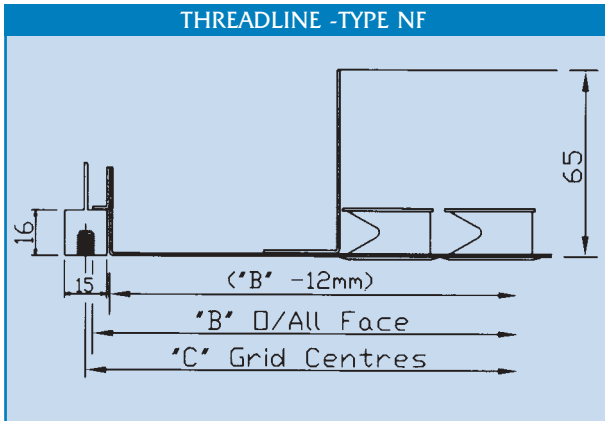 THREADLINE -TYPE NF
65
16
15
("B" -12mm)
"B" O/All Face
"C" Grid Centres